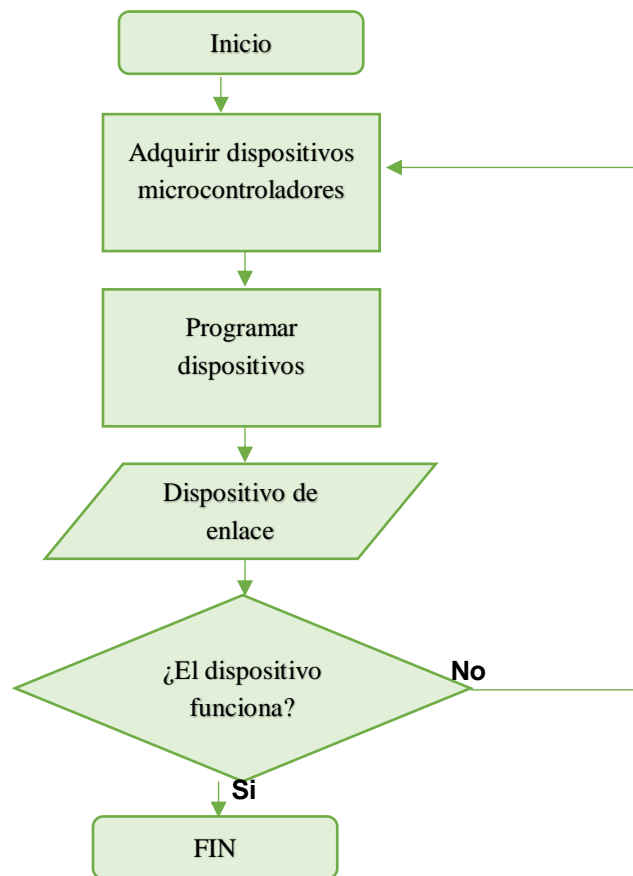 Inicio
Adquirir dispositivos
microcontroladores
Programar
dispositivos
Dispositivo de
enlace
¿El dispositivo
funciona?
No
Si
FIN